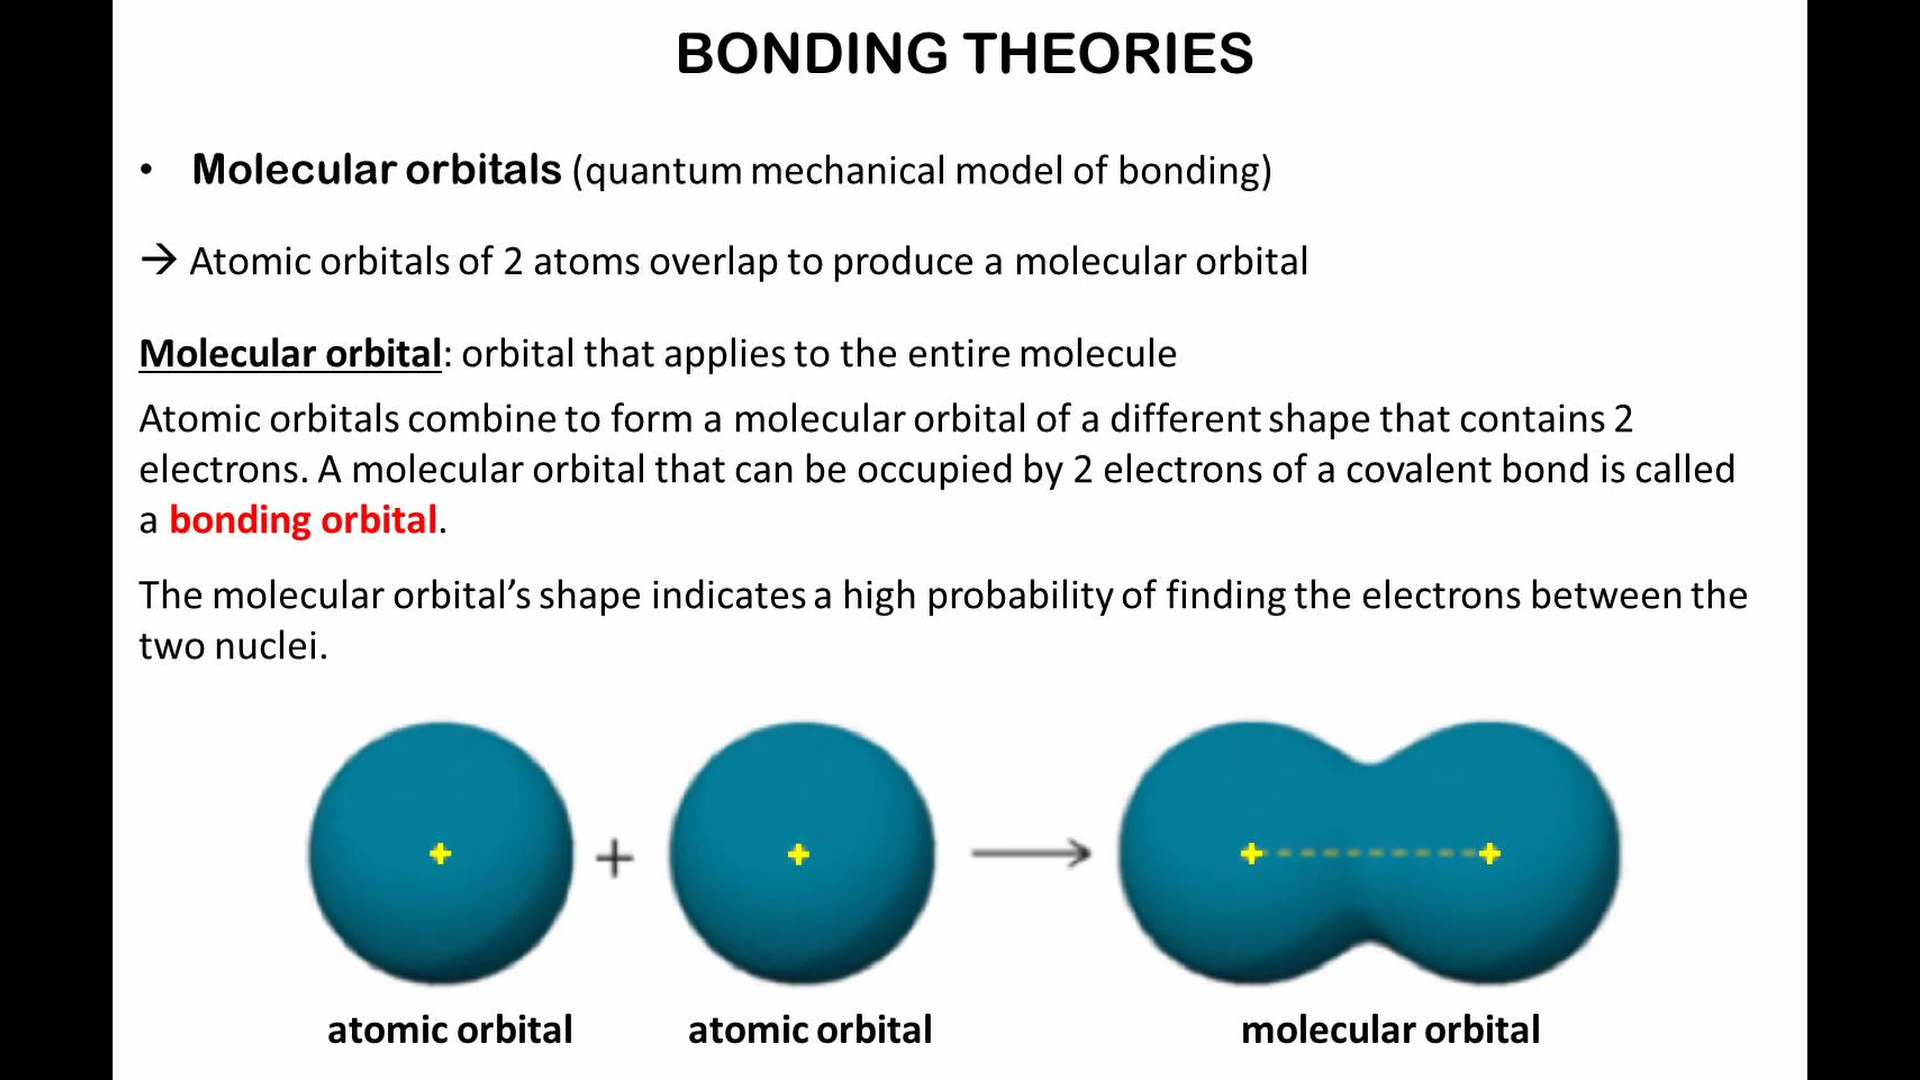 BONDING THEORIES
• Molecular orbitals (quantum mechanical model of bonding)
→ Atomic orbitals of 2 atoms overlap to produce a molecular orbital
Molecular orbital: orbital that applies to the entire molecule
Atomic orbitals combine to form a molecular orbital of a different shape that contains 2
electrons. A molecular orbital that can be occupied by 2 electrons of a covalent bond is called
a bonding orbital.
The molecular orbital’s shape indicates a high probability of finding the electrons between the
two nuclei.
+ + + → + +
atomic orbital atomic orbital molecular orbital